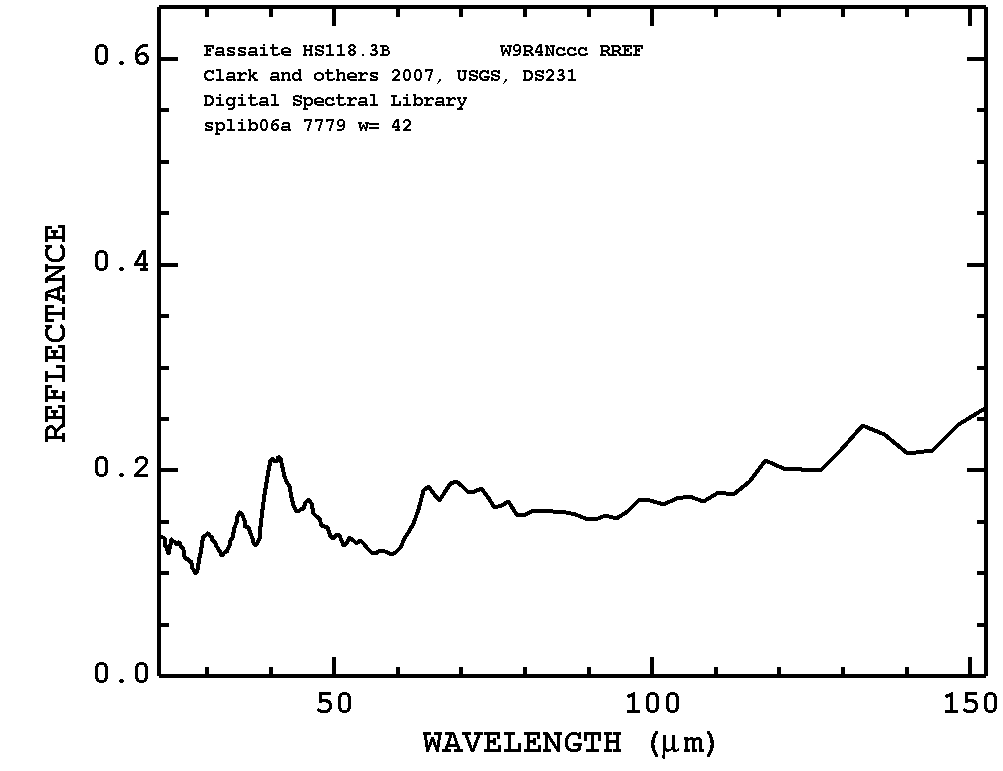 Fassaite HS118.3B W9R4Nccc RREF
Clark and others 2007, USGS, DS231
Digital Spectral Library
splib06a 7779 w= 42
REFLECTANCE
0.6
0.4
0.2
0.0
50 100 150
WAVELENGTH (μm)